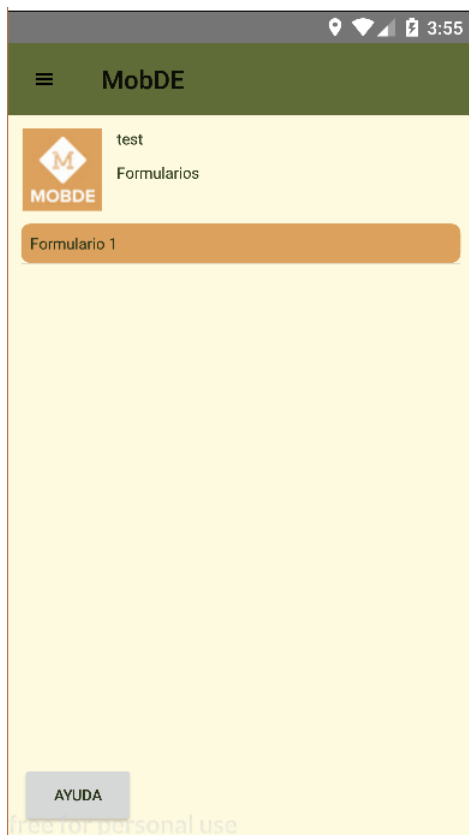 3:55
MobDE
M
MOBDE
test
Formularios
Formulario 1
AYUDA
free for personal use